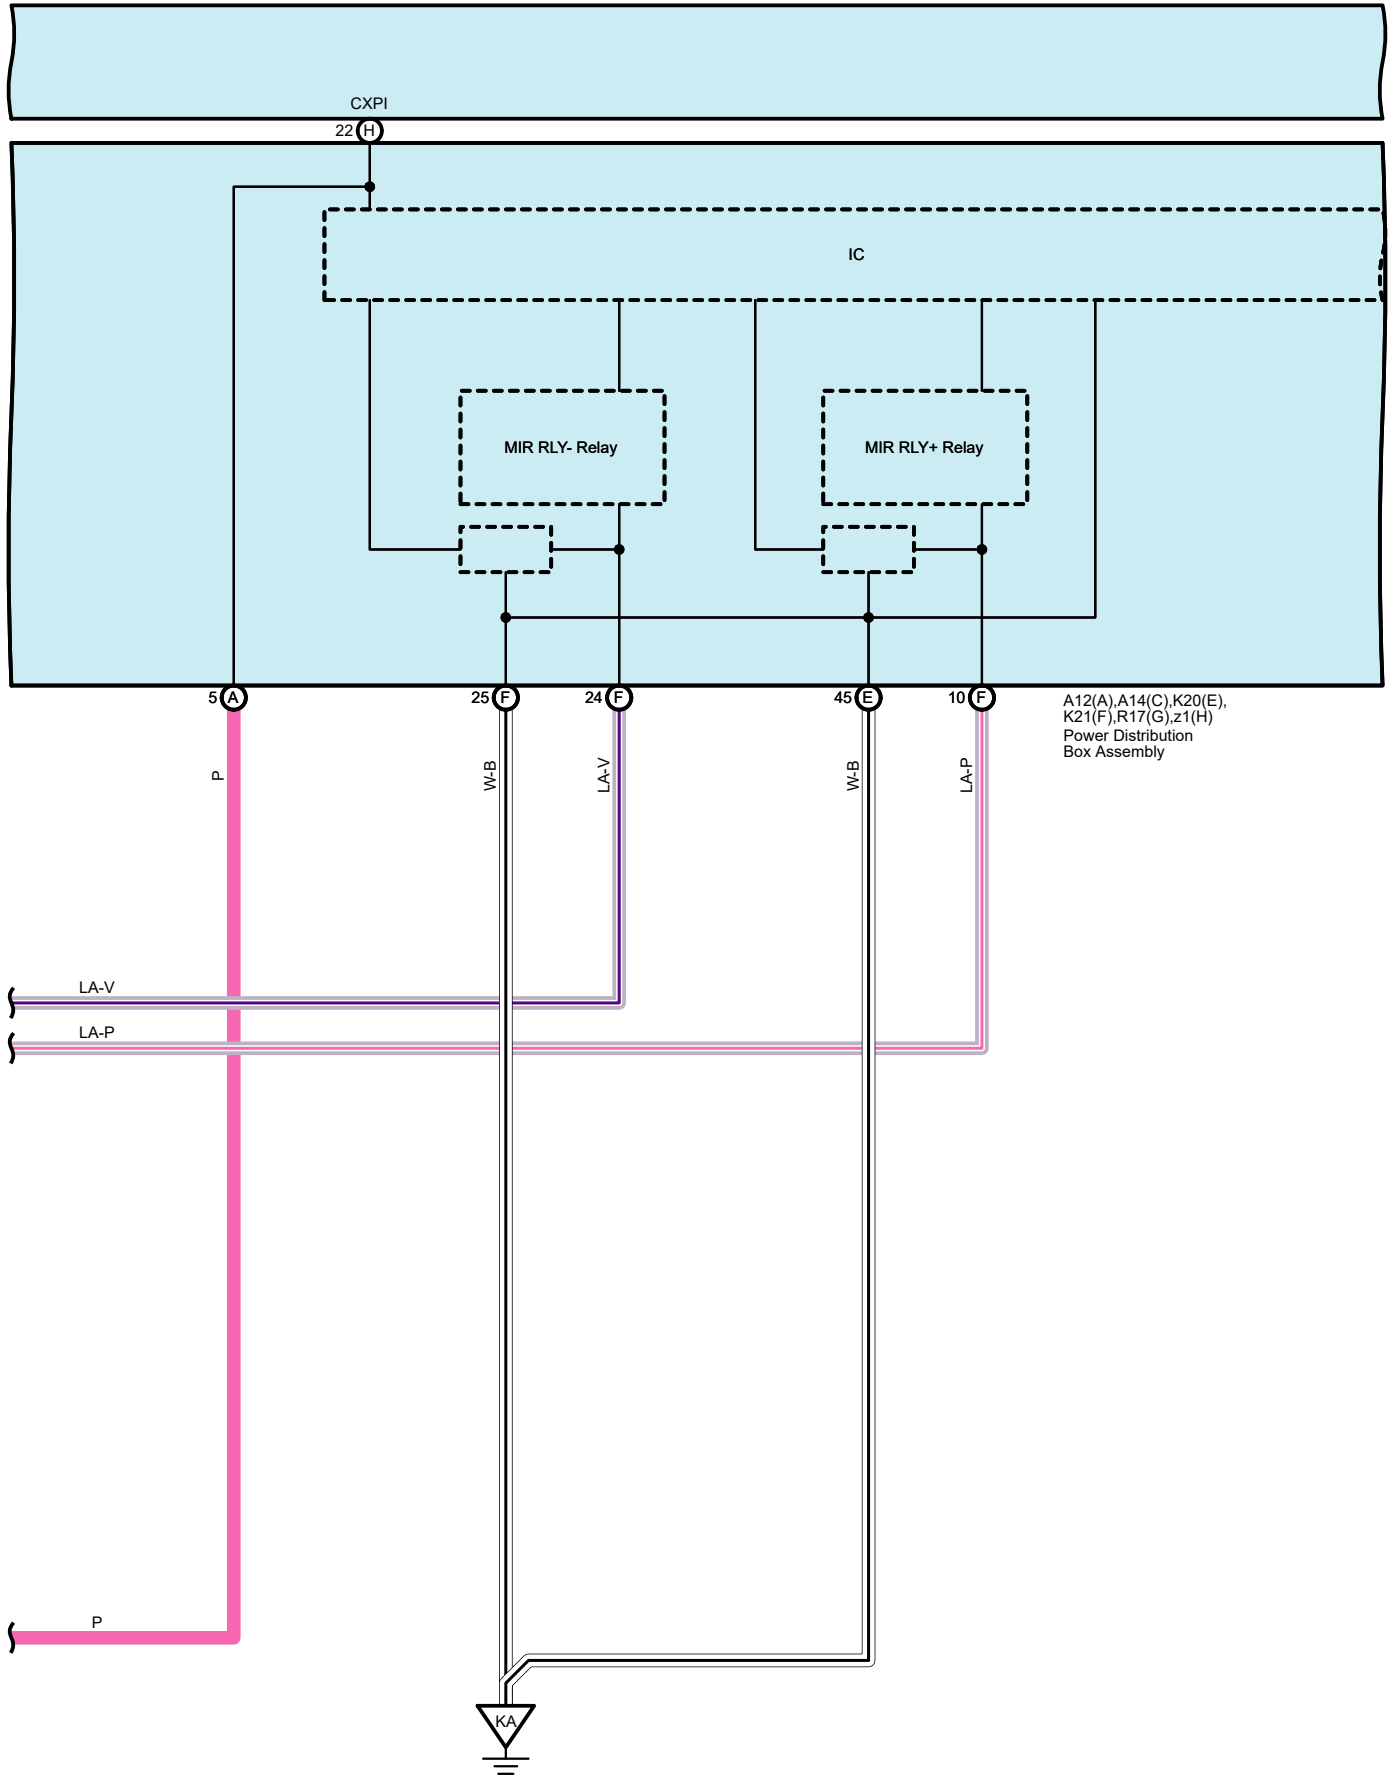 CXPI
22 H
IC
MIR RLY- Relay
MIR RLY+ Relay
5 A
25 F
24 F
45 E
10 F
A12(A),A14(C),K20(E),
K21(F),R17(G),z1(H)
Power Distribution
Box Assembly
P
W-B
LA-V
W-B
LA-P
LA-V
LA-P
P
KA